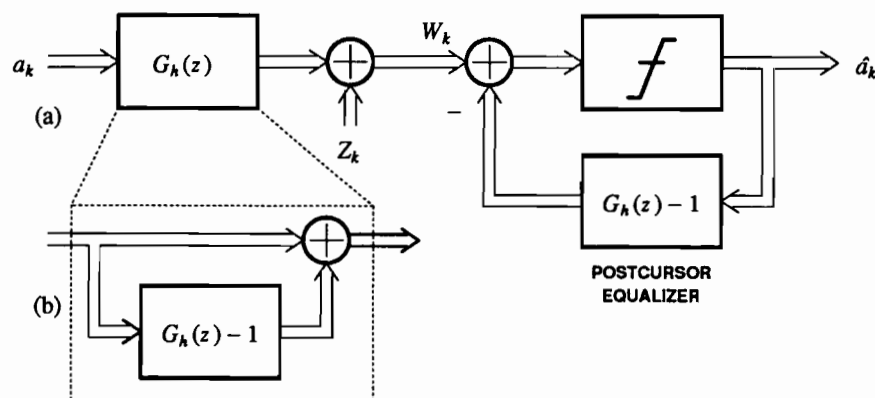 W_k
a_k
G_h(z)
â_k
(a)
−
Z_k
G_h(z) − 1
POSTCURSOR
EQUALIZER
(b)
G_h(z) − 1